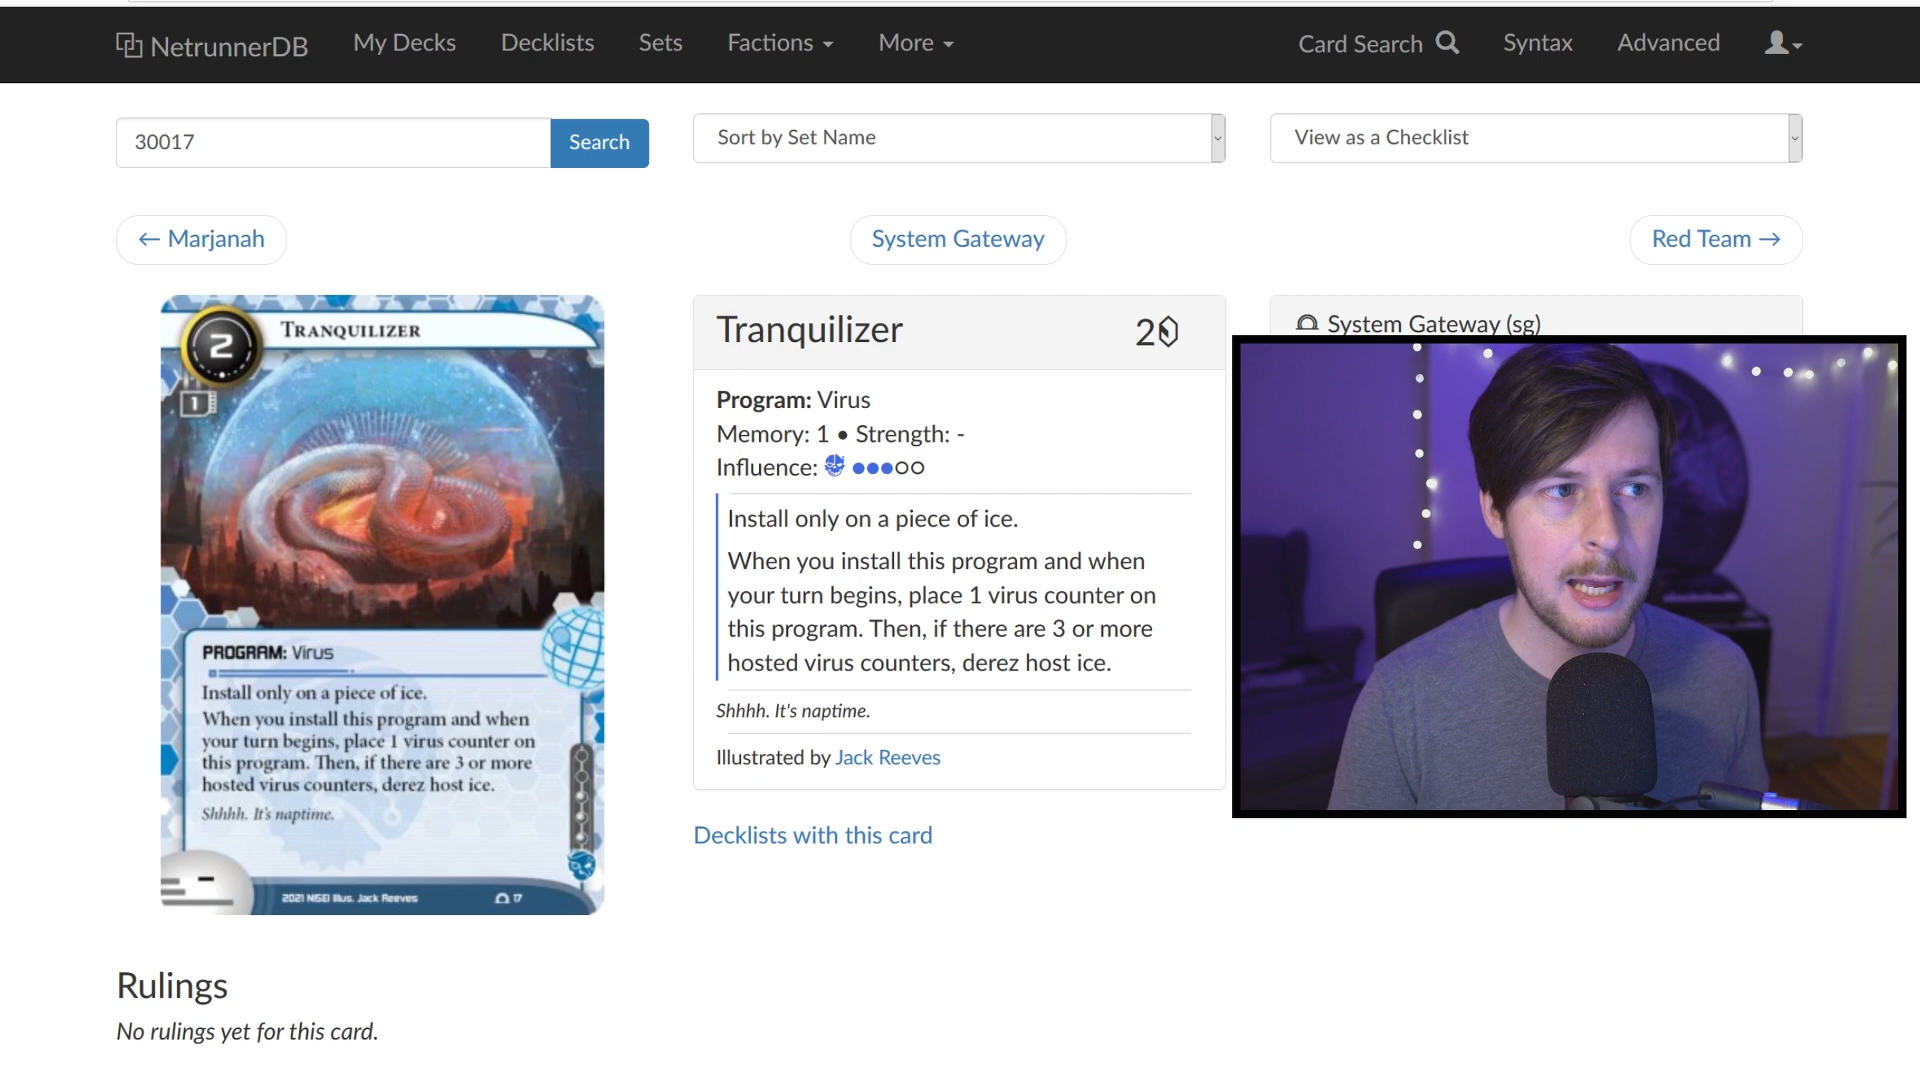 NetrunnerDB My Decks Decklists Sets Factions More Card Search Syntax Advanced
30017 Search Sort by Set Name View as a Checklist
← Marjanah System Gateway Red Team →
2 TRANQUILIZER
1
PROGRAM: Virus
Install only on a piece of ice.
When you install this program and when
your turn begins, place 1 virus counter on
this program. Then, if there are 3 or more
hosted virus counters, derez host ice.
Shhhh. It's naptime.
-
2021 NISEI Illus. Jack Reeves 17
Tranquilizer 2
Program: Virus
Memory: 1 • Strength: -
Influence: ●●●○○
Install only on a piece of ice.
When you install this program and when
your turn begins, place 1 virus counter on
this program. Then, if there are 3 or more
hosted virus counters, derez host ice.
Shhhh. It's naptime.
Illustrated by Jack Reeves
Decklists with this card
System Gateway (sg)
Rulings
No rulings yet for this card.